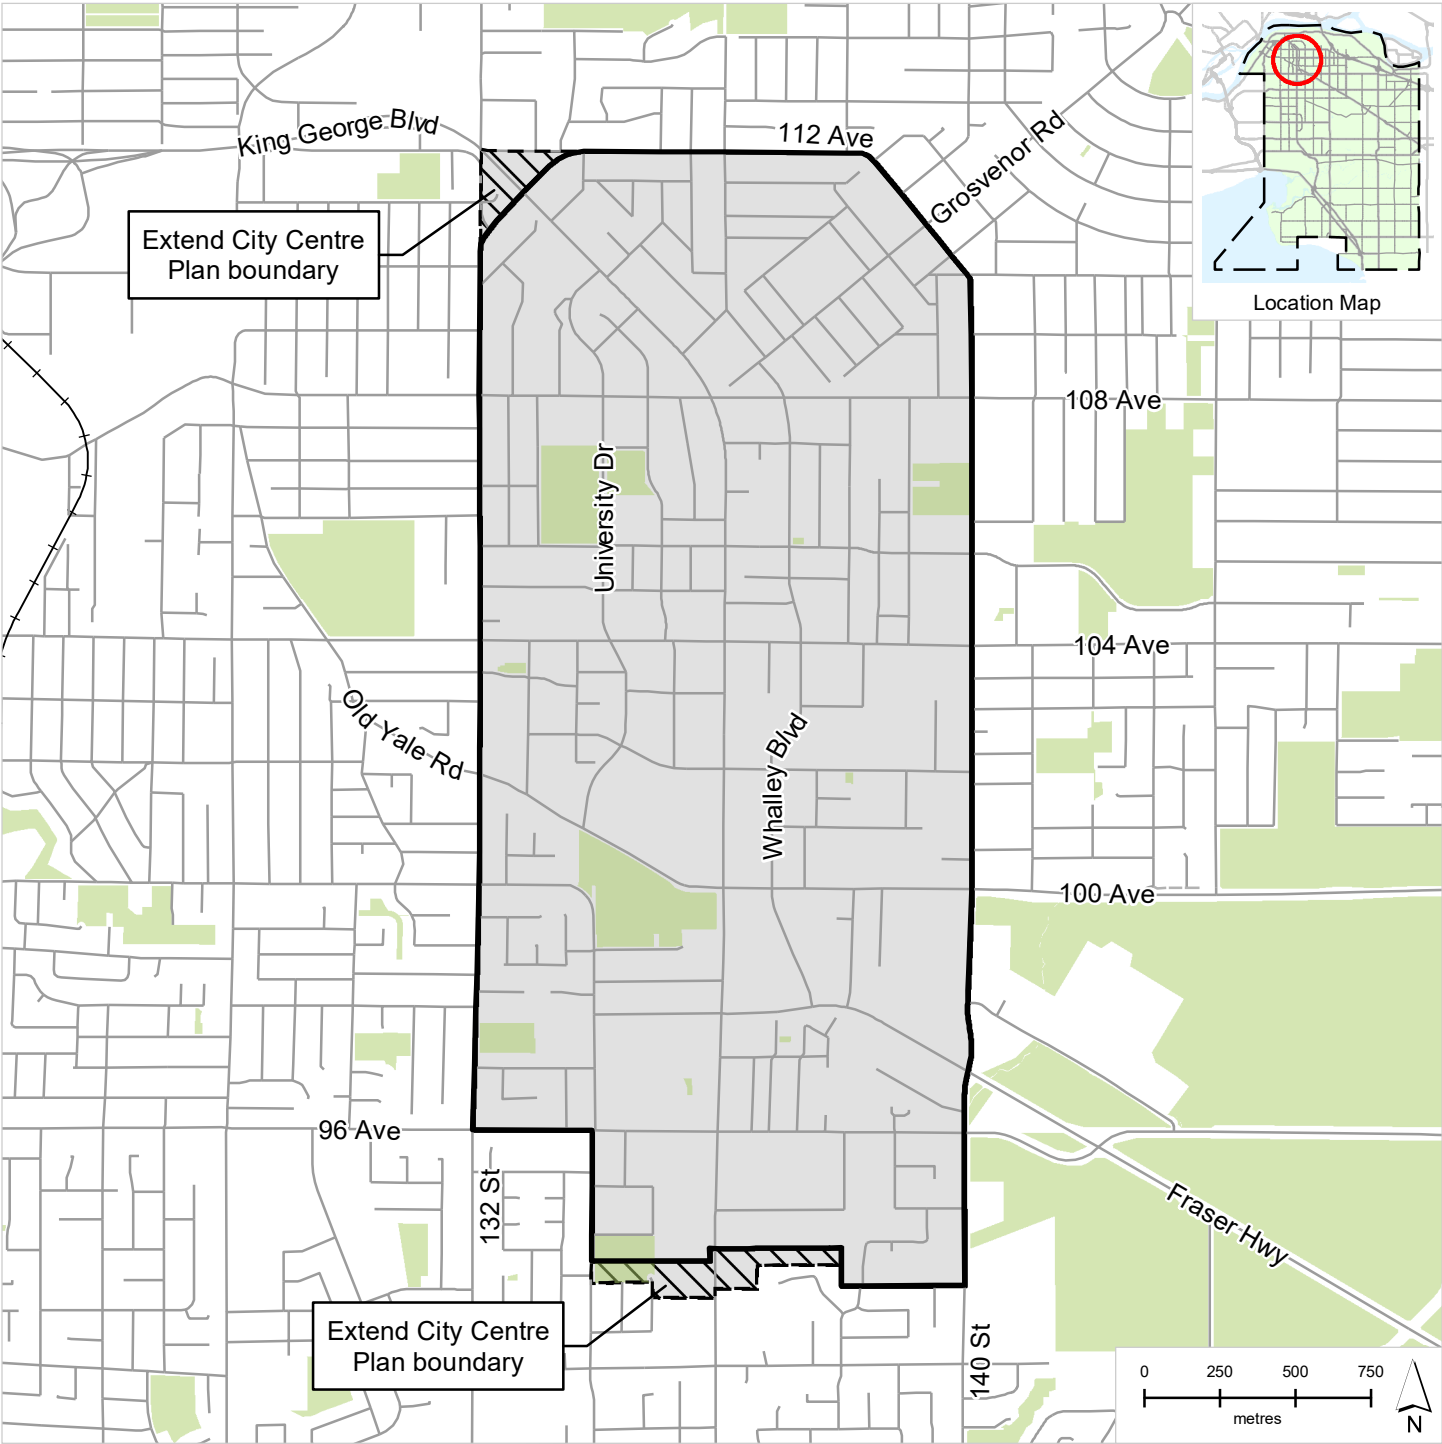 King George Blvd
112 Ave
Grosvenor Rd
Location Map
Extend City Centre
Plan boundary
108 Ave
University Dr
104 Ave
Old Yale Rd
Whalley Blvd
100 Ave
96 Ave
132 St
Fraser Hwy
Extend City Centre
Plan boundary
140 St
0 250 500 750
metres
N